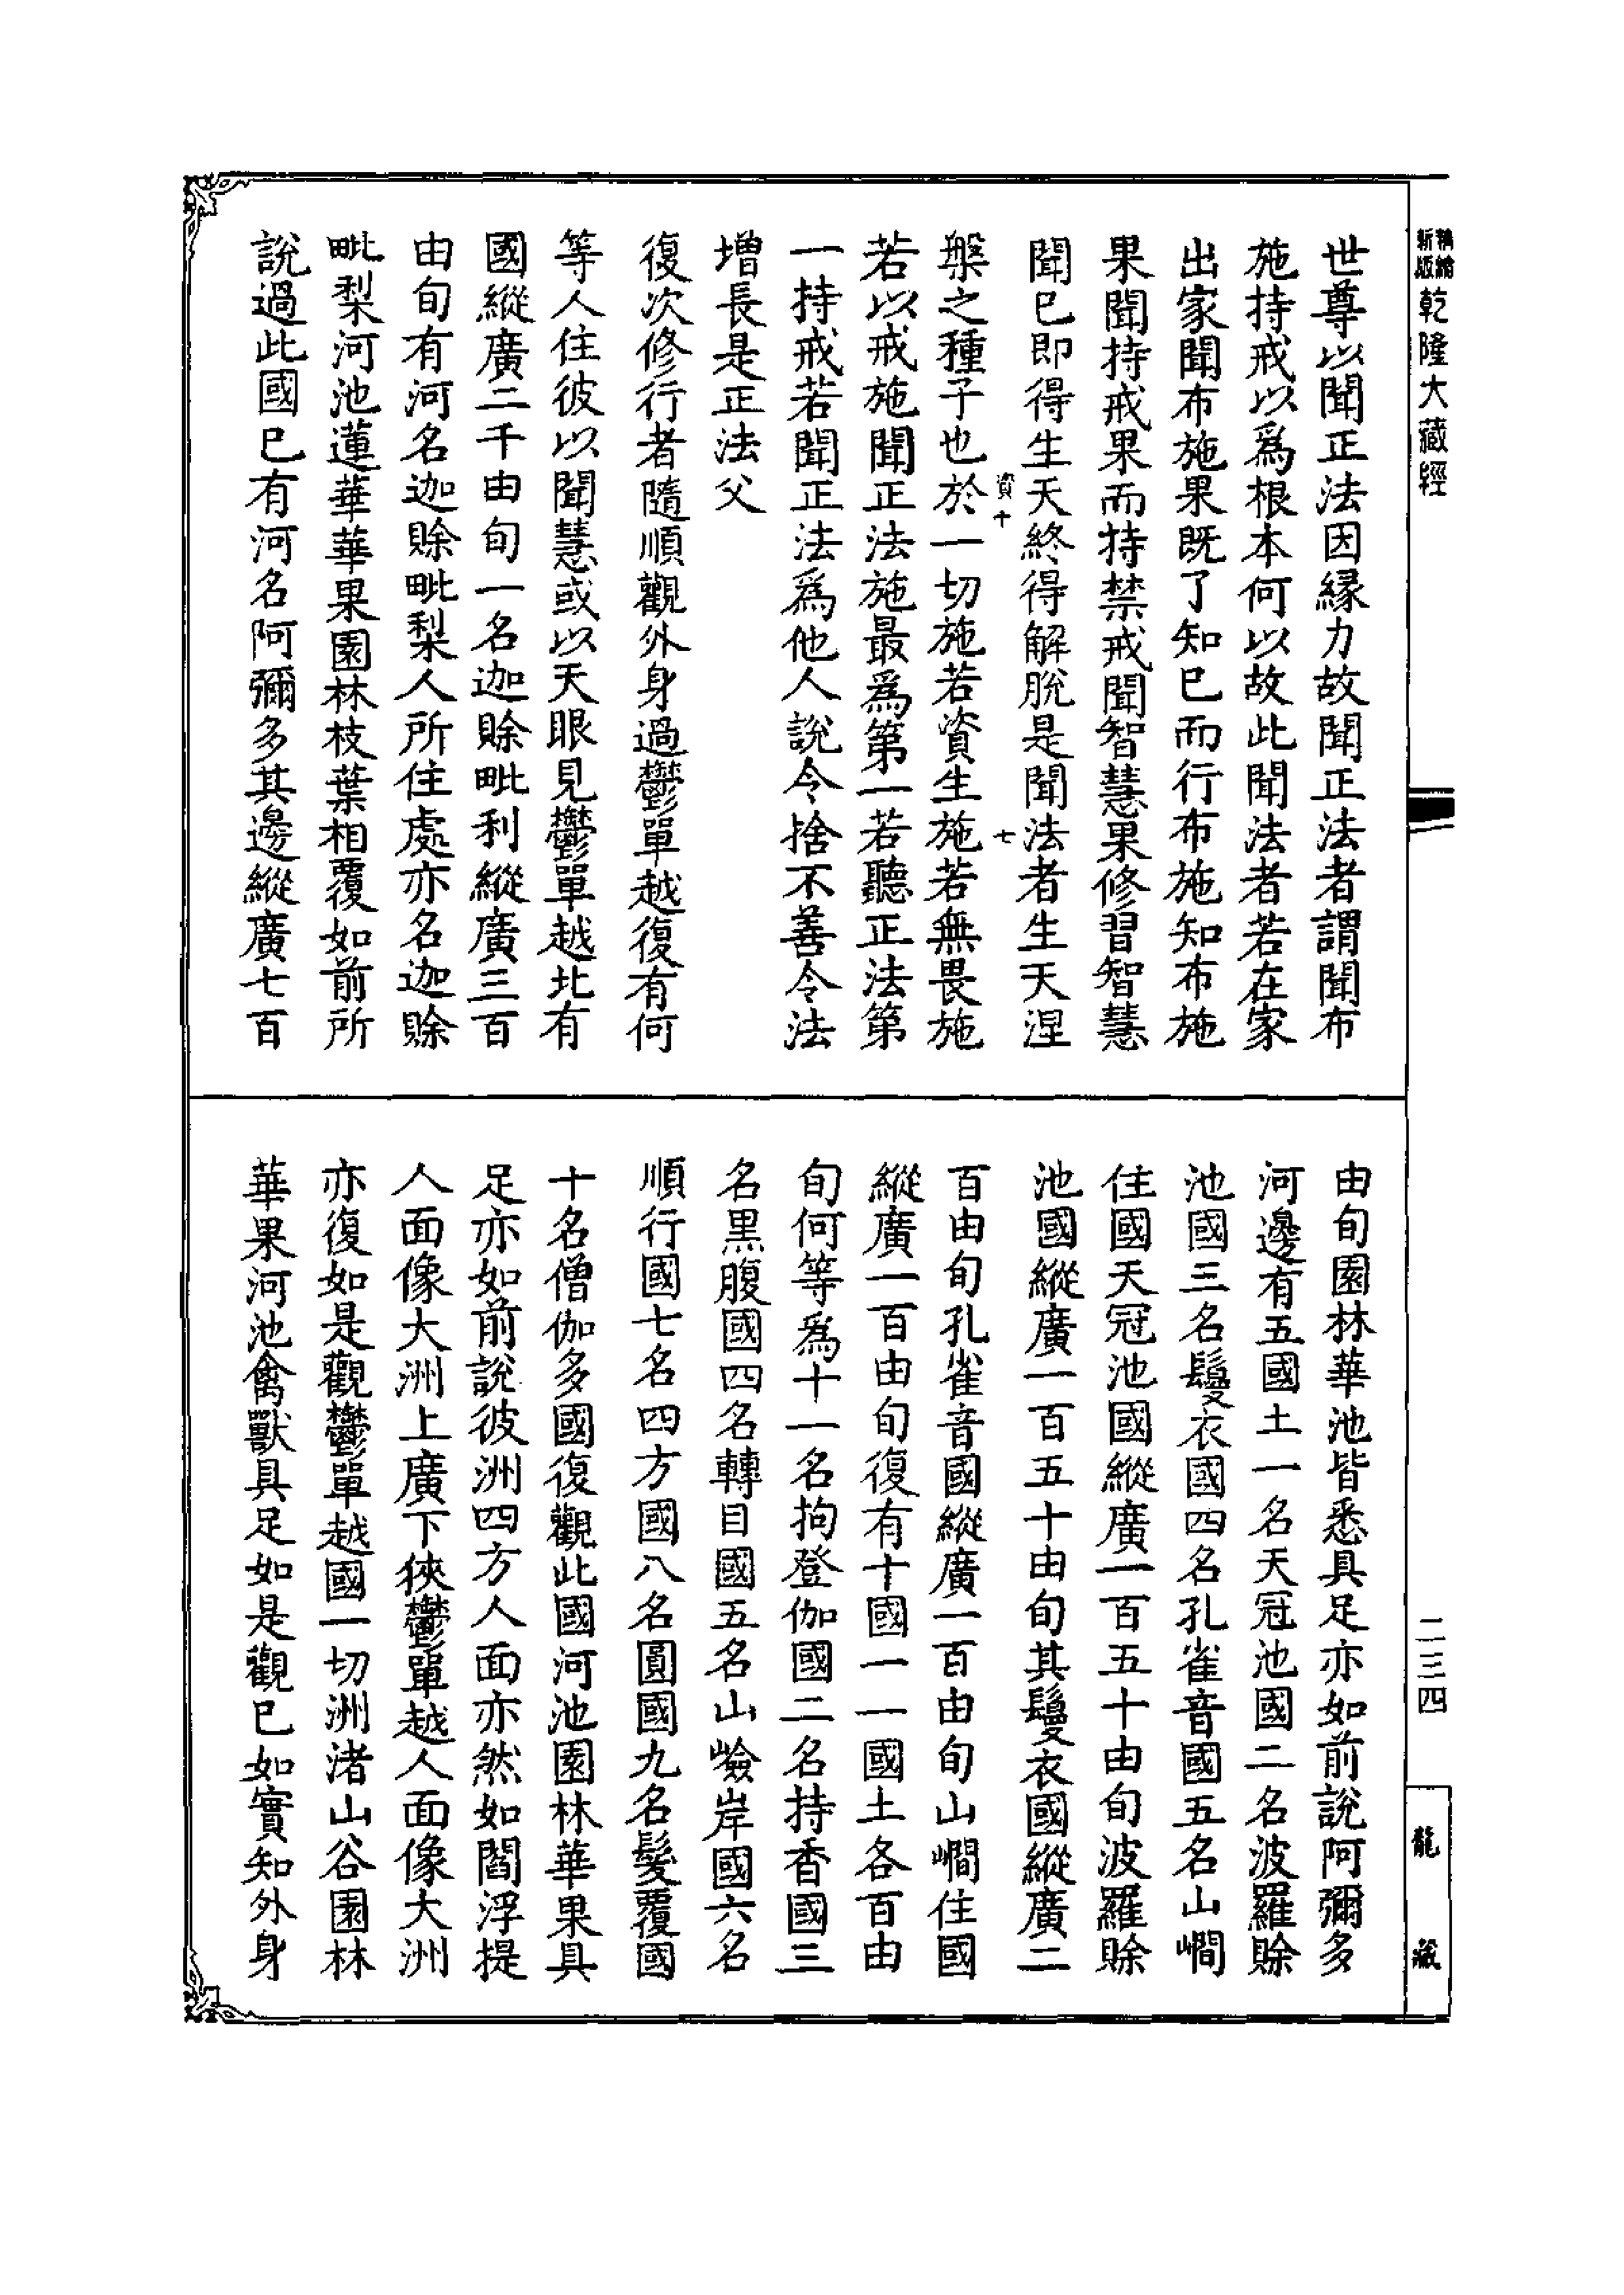 新版精縮
乾隆大藏經
世尊以聞正法因緣力故聞正法者謂聞布
施持戒以爲根本何以故此聞法者若在家
出家聞布施果既了知已而行布施知布施
果聞持戒果而持禁戒聞智慧果修習智慧
聞已即得生天終得解脫是聞法者生天涅
資十
七
槃之種子也於一切施若資生施若無畏施
若以戒施聞正法施最爲第一若聽正法第
一持戒若聞正法爲他人說令捨不善令法
增長是正法父
復次修行者隨順觀外身過鬱單越復有何
等人住彼以聞慧或以天眼見鬱單越北有
國縱廣二千由旬一名迦賒毗利縱廣三百
由旬有河名迦賒毗梨人所住處亦名迦賒
毗梨河池蓮華華果園林枝葉相覆如前所
說過此國已有河名阿彌多其邊縱廣七百
由旬園林華池皆悉具足亦如前說阿彌多
河邊有五國土一名天冠池國二名波羅賒
池國三名鬘衣國四名孔雀音國五名山㵎
住國天冠池國縱廣一百五十由旬波羅賒
池國縱廣一百五十由旬其鬘衣國縱廣二
百由旬孔雀音國縱廣一百由旬山㵎住國
縱廣一百由旬復有十國一一國土各百由
旬何等爲十一名拘登伽國二名持香國三
名黑腹國四名轉目國五名山嶮岸國六名
順行國七名四方國八名圓國九名髮覆國
十名僧伽多國復觀此國河池園林華果具
足亦如前說彼洲四方人面亦然如閻浮提
人面像大洲上廣下狹鬱單越人面像大洲
亦復如是觀鬱單越國一切洲渚山谷園林
華果河池禽獸具足如是觀已如實知外身
二三四
龍藏